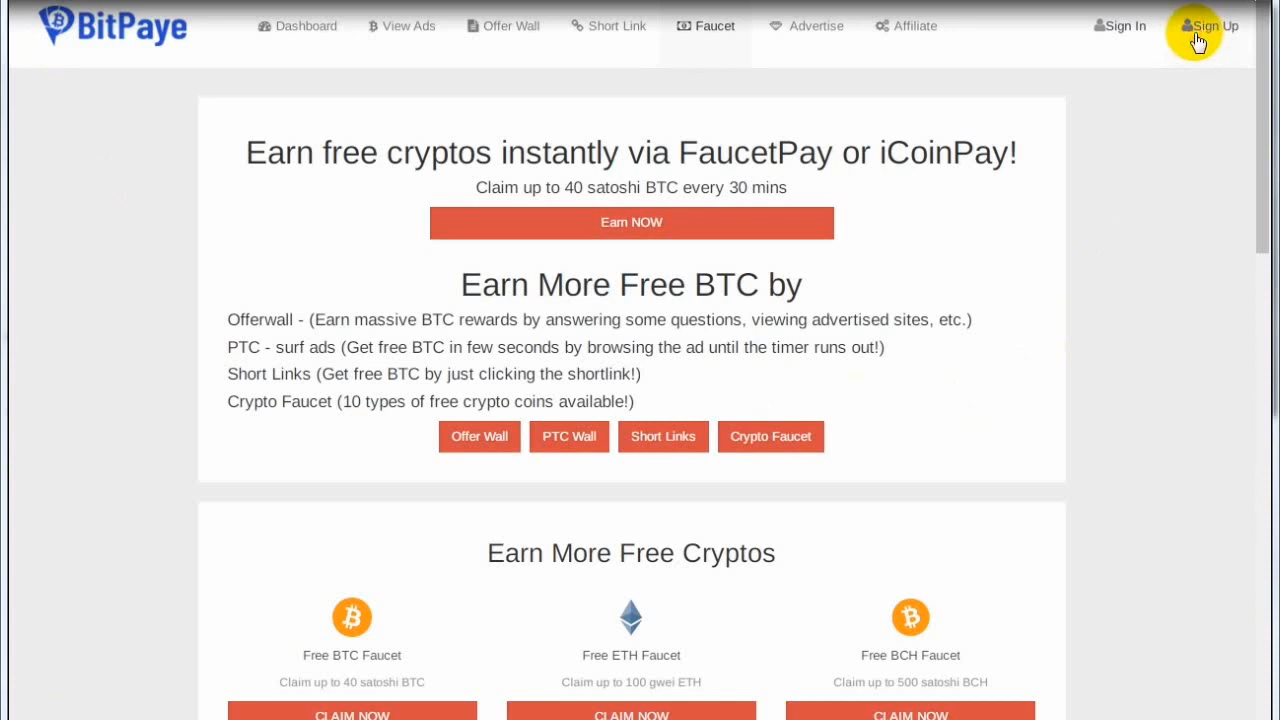 BitPaye
Dashboard
View Ads
Offer Wall
Short Link
Faucet
Advertise
Affiliate
Sign In
Sign Up
Earn free cryptos instantly via FaucetPay or iCoinPay!
Claim up to 40 satoshi BTC every 30 mins
Earn NOW
Earn More Free BTC by
Offerwall - (Earn massive BTC rewards by answering some questions, viewing advertised sites, etc.)
PTC - surf ads (Get free BTC in few seconds by browsing the ad until the timer runs out!)
Short Links (Get free BTC by just clicking the shortlink!)
Crypto Faucet (10 types of free crypto coins available!)
Offer Wall
PTC Wall
Short Links
Crypto Faucet
Earn More Free Cryptos
Free BTC Faucet
Free ETH Faucet
Free BCH Faucet
Claim up to 40 satoshi BTC
Claim up to 100 gwei ETH
Claim up to 500 satoshi BCH
CLAIM NOW
CLAIM NOW
CLAIM NOW